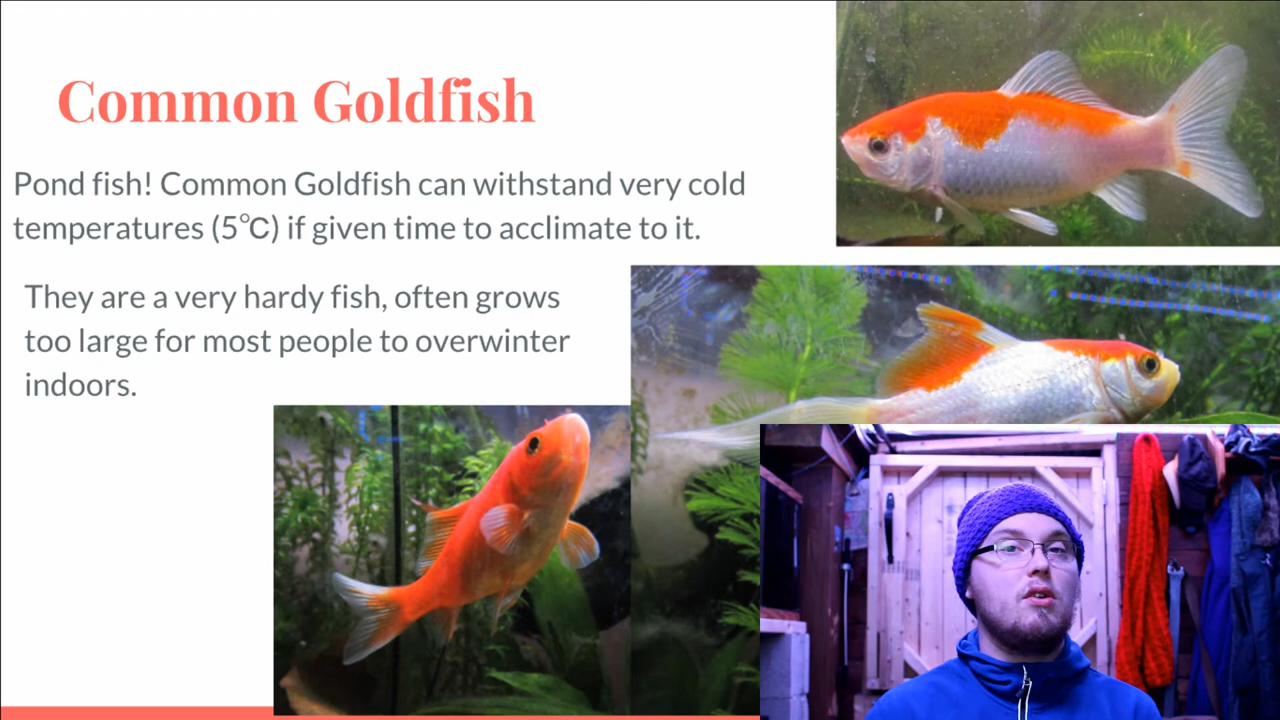 Common Goldfish
Pond fish! Common Goldfish can withstand very cold
temperatures (5℃) if given time to acclimate to it.
They are a very hardy fish, often grows
too large for most people to overwinter
indoors.